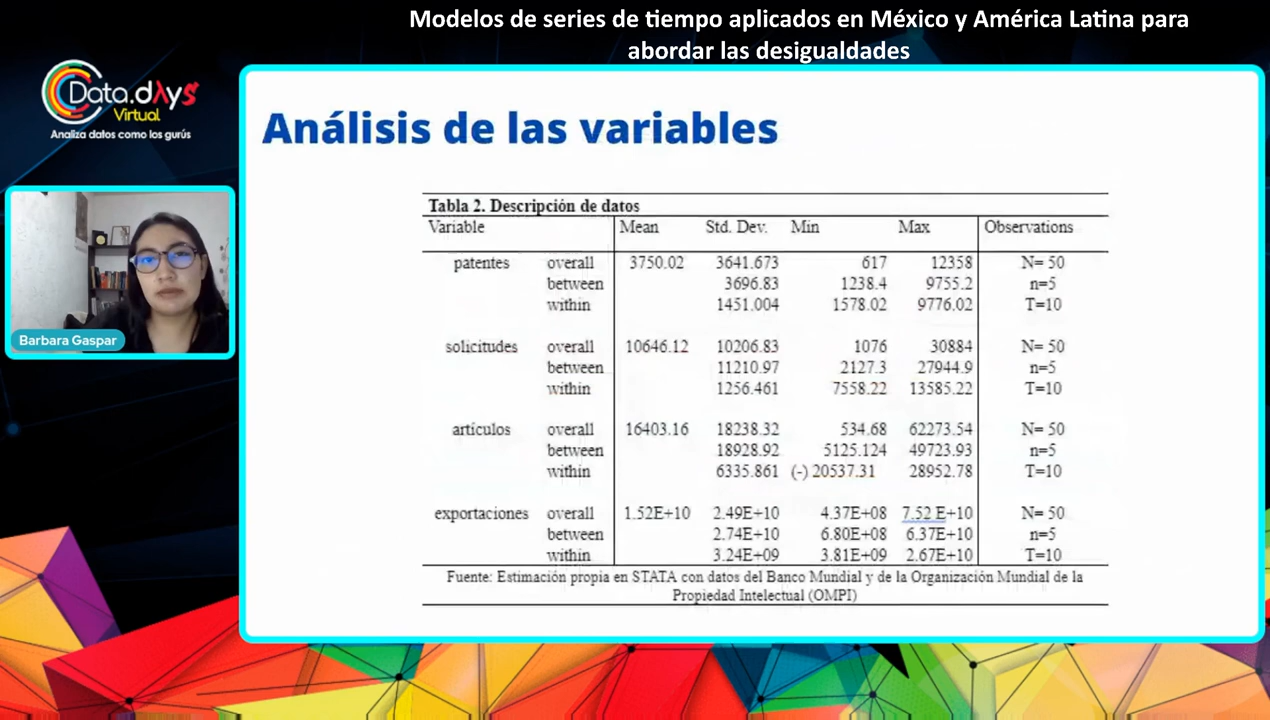 Modelos de series de tiempo aplicados en México y América Latina para
abordar las desigualdades
Data.dAys
Virtual
Analiza datos como los gurús
Barbara Gaspar
Análisis de las variables
Tabla 2. Descripción de datos
Variable Mean Std. Dev. Min Max Observations
patentes overall 3750.02 3641.673 617 12358 N= 50
between 3696.83 1238.4 9755.2 n=5
within 1451.004 1578.02 9776.02 T=10
solicitudes overall 10646.12 10206.83 1076 30884 N= 50
between 11210.97 2127.3 27944.9 n=5
within 1256.461 7558.22 13585.22 T=10
artículos overall 16403.16 18238.32 534.68 62273.54 N= 50
between 18928.92 5125.124 49723.93 n=5
within 6335.861 (-) 20537.31 28952.78 T=10
exportaciones overall 1.52E+10 2.49E+10 4.37E+08 7.52 E+10 N= 50
between 2.74E+10 6.80E+08 6.37E+10 n=5
within 3.24E+09 3.81E+09 2.67E+10 T=10
Fuente: Estimación propia en STATA con datos del Banco Mundial y de la Organización Mundial de la
Propiedad Intelectual (OMPI)